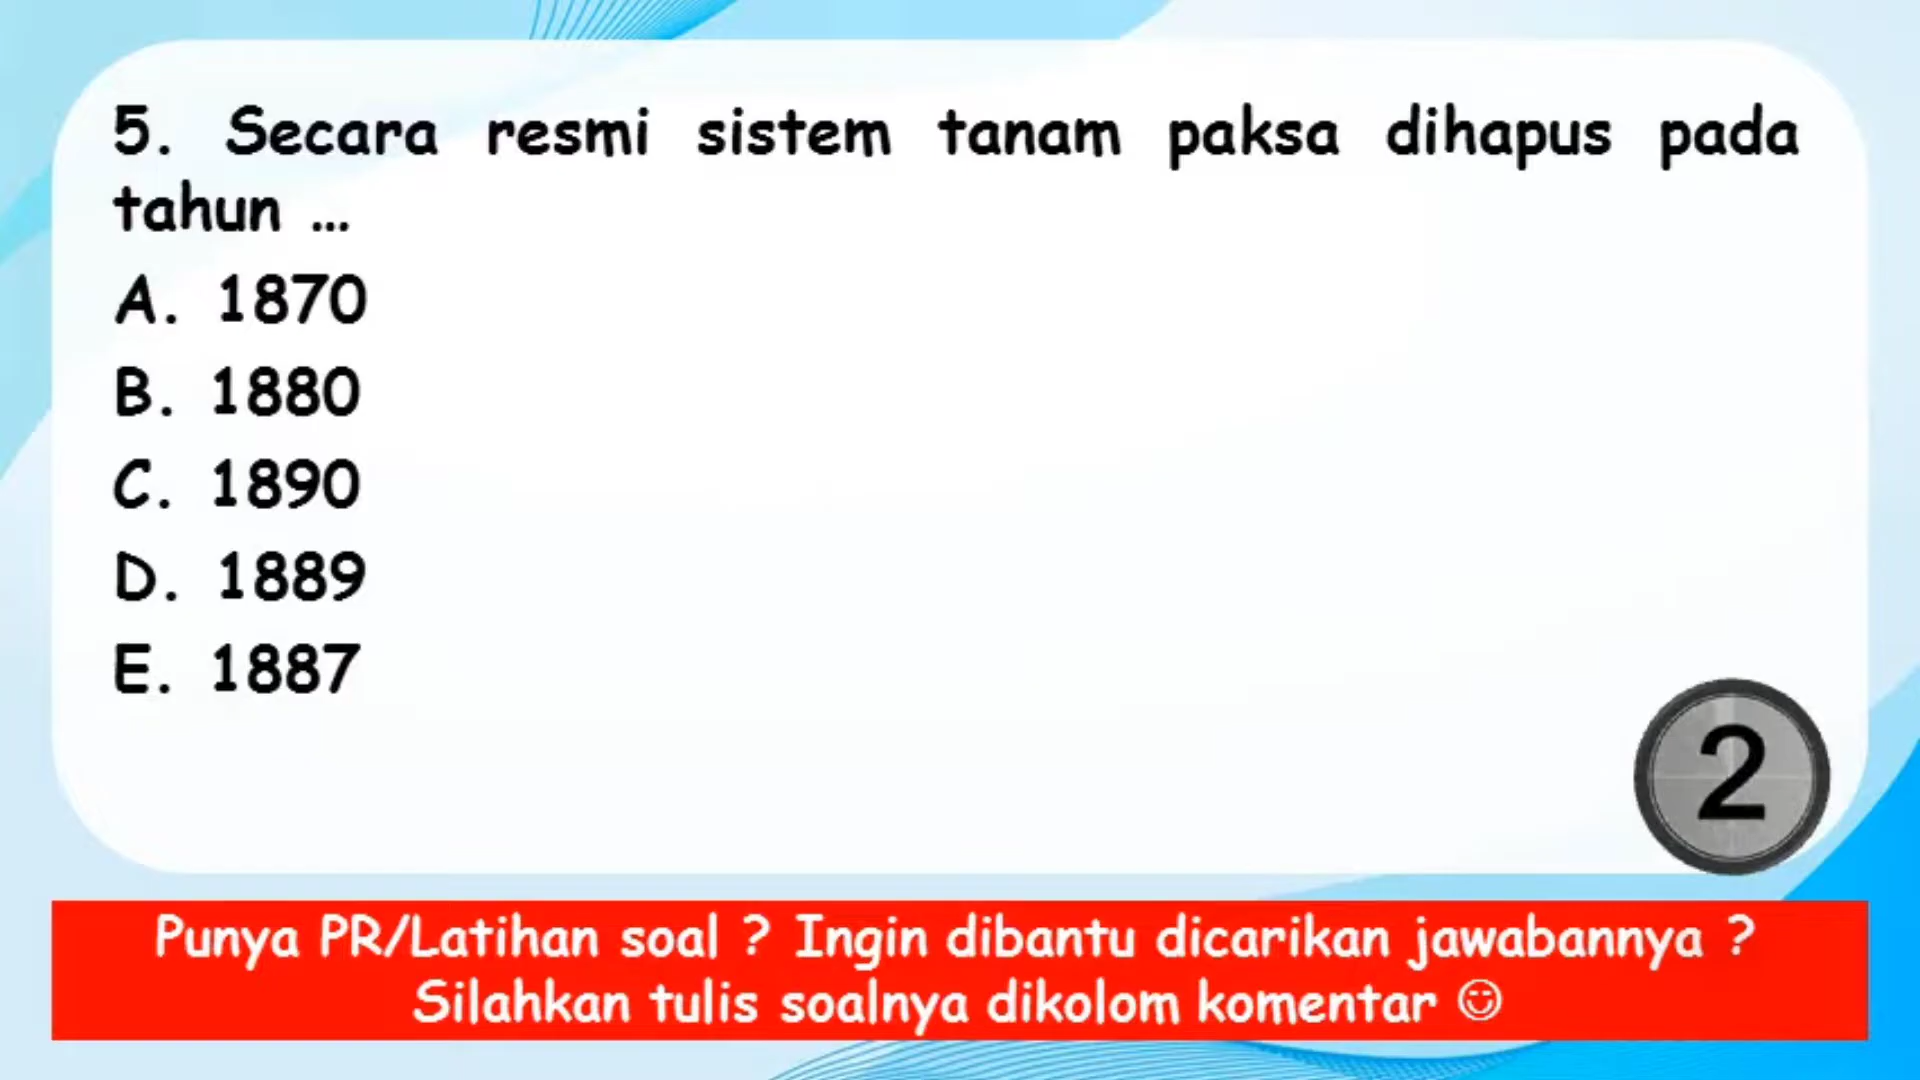 5. Secara resmi sistem tanam paksa dihapus pada
tahun ...
A. 1870
B. 1880
C. 1890
D. 1889
E. 1887
2
Punya PR/Latihan soal ? Ingin dibantu dicarikan jawabannya ?
Silahkan tulis soalnya dikolom komentar ☺